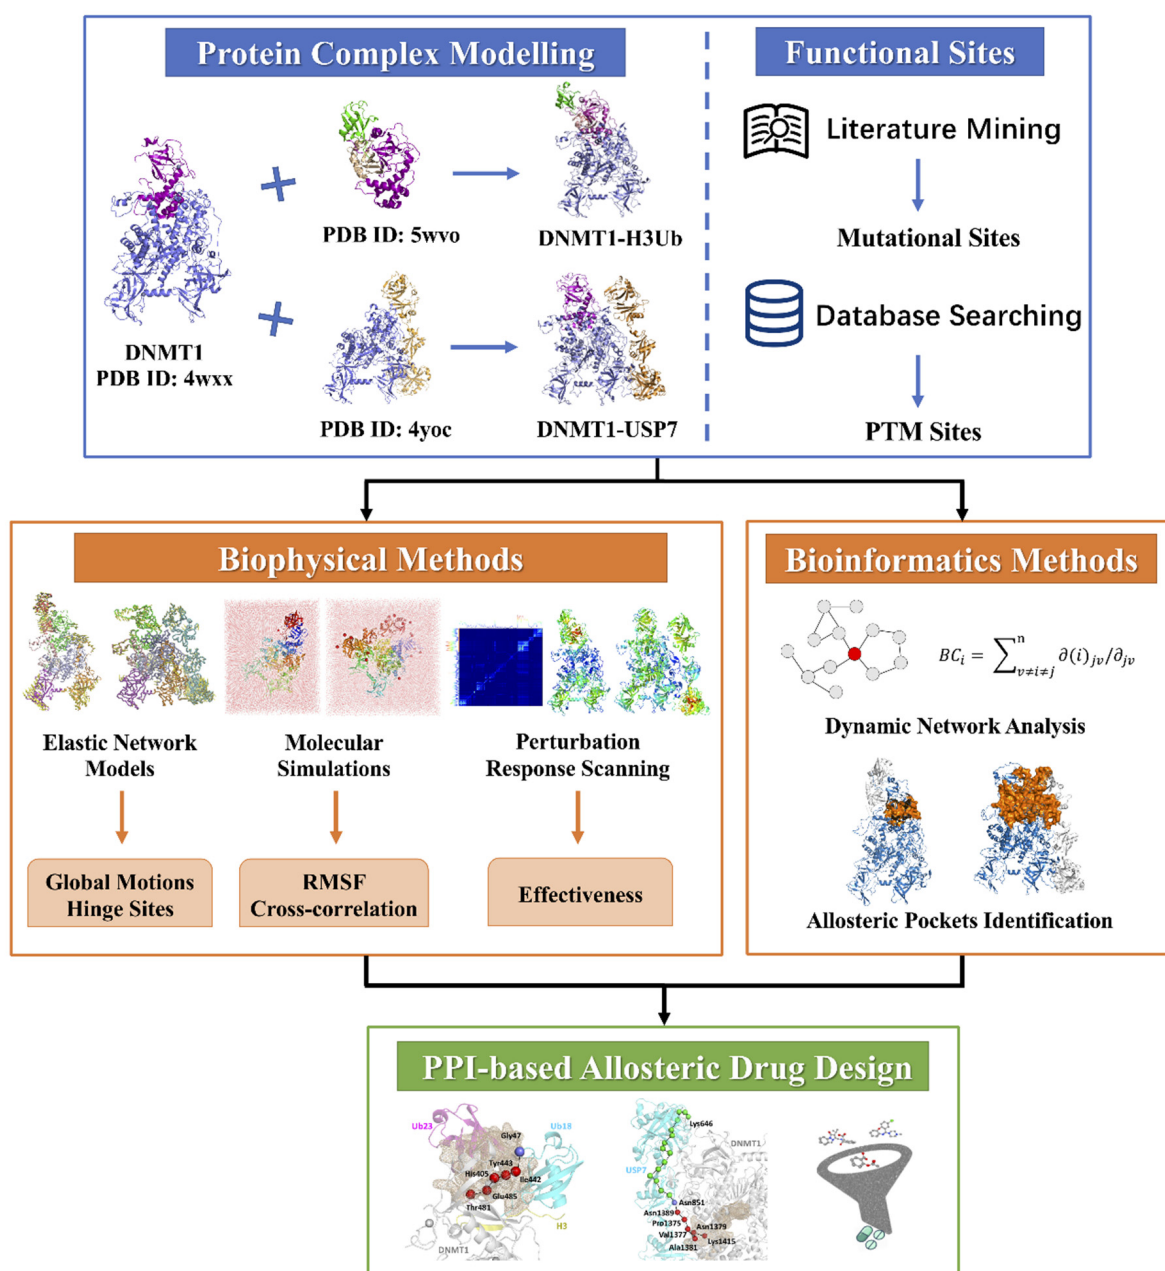 Protein Complex Modelling
DNMT1
PDB ID: 4wxx
PDB ID: 5wvo
DNMT1-H3Ub
PDB ID: 4yoc
DNMT1-USP7
Functional Sites
Literature Mining
Mutational Sites
Database Searching
PTM Sites
Biophysical Methods
Elastic Network
Models
Molecular
Simulations
Perturbation
Response Scanning
Global Motions
Hinge Sites
RMSF
Cross-correlation
Effectiveness
Bioinformatics Methods
BCᵢ = ∑ⁿᵥ≠ᵢ≠ⱼ ∂(i)ⱼᵥ/∂ⱼᵥ
Dynamic Network Analysis
Allosteric Pockets Identification
PPI-based Allosteric Drug Design
Ub23
Gly47
Ub18
Tyr443
His405
Ile442
Glu485
Thr481
H3
DNMT1
Lys646
DNMT1
USP7
Asn851
Asn1389
Pro1375
Asn1379
Val1377
Lys1415
Ala1381